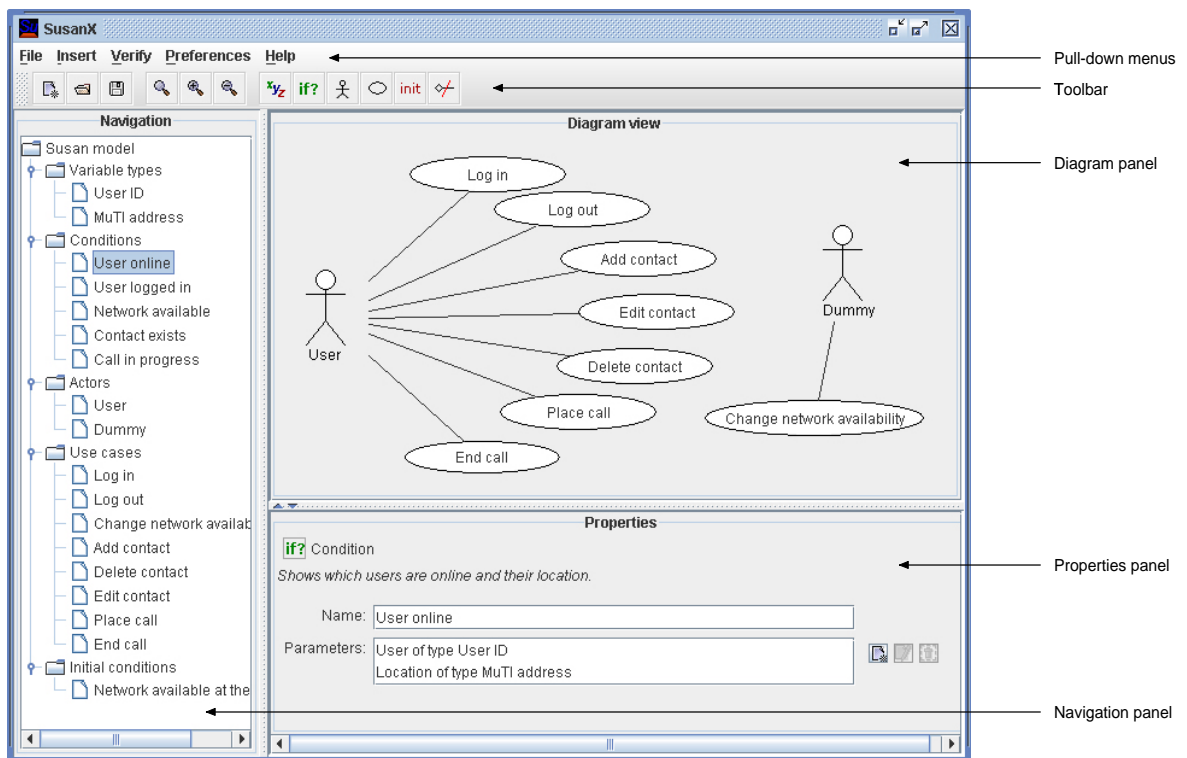 SusanX
File Insert Verify Preferences Help
Pull-down menus
xyz if? init
Toolbar
Navigation
Susan model
Variable types
User ID
MuTI address
Conditions
User online
User logged in
Network available
Contact exists
Call in progress
Actors
User
Dummy
Use cases
Log in
Log out
Change network availab
Add contact
Delete contact
Edit contact
Place call
End call
Initial conditions
Network available at the
Diagram view
Log in
Log out
Add contact
Edit contact
Delete contact
Place call
End call
User
Dummy
Change network availability
Diagram panel
Properties
if? Condition
Shows which users are online and their location.
Name: User online
Parameters: User of type User ID
Location of type MuTI address
Properties panel
Navigation panel